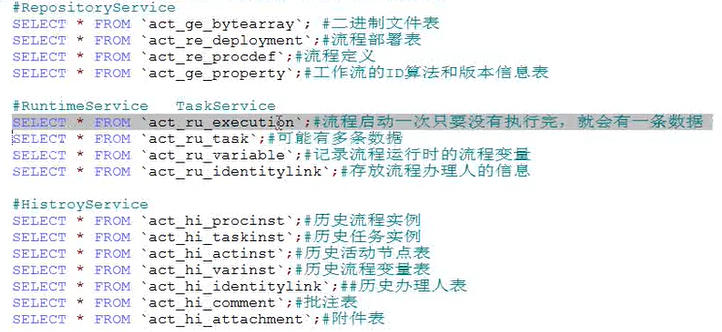 #RepositoryService
SELECT * FROM `act_ge_bytearray`; #二进制文件表
SELECT * FROM `act_re_deployment`;#流程部署表
SELECT * FROM `act_re_procdef`;#流程定义
SELECT * FROM `act_ge_property`;#工作流的ID算法和版本信息表
#RuntimeService TaskService
SELECT * FROM `act_ru_execution`;#流程启动一次只要没有执行完，就会有一条数据
SELECT * FROM `act_ru_task`;#可能有多条数据
SELECT * FROM `act_ru_variable`;#记录流程运行时的流程变量
SELECT * FROM `act_ru_identitylink`;#存放流程办理人的信息
#HistroyService
SELECT * FROM `act_hi_procinst`;#历史流程实例
SELECT * FROM `act_hi_taskinst`;#历史任务实例
SELECT * FROM `act_hi_actinst`;#历史活动节点表
SELECT * FROM `act_hi_varinst`;#历史流程变量表
SELECT * FROM `act_hi_identitylink`;##历史办理人表
SELECT * FROM `act_hi_comment`;#批注表
SELECT * FROM `act_hi_attachment`;#附件表